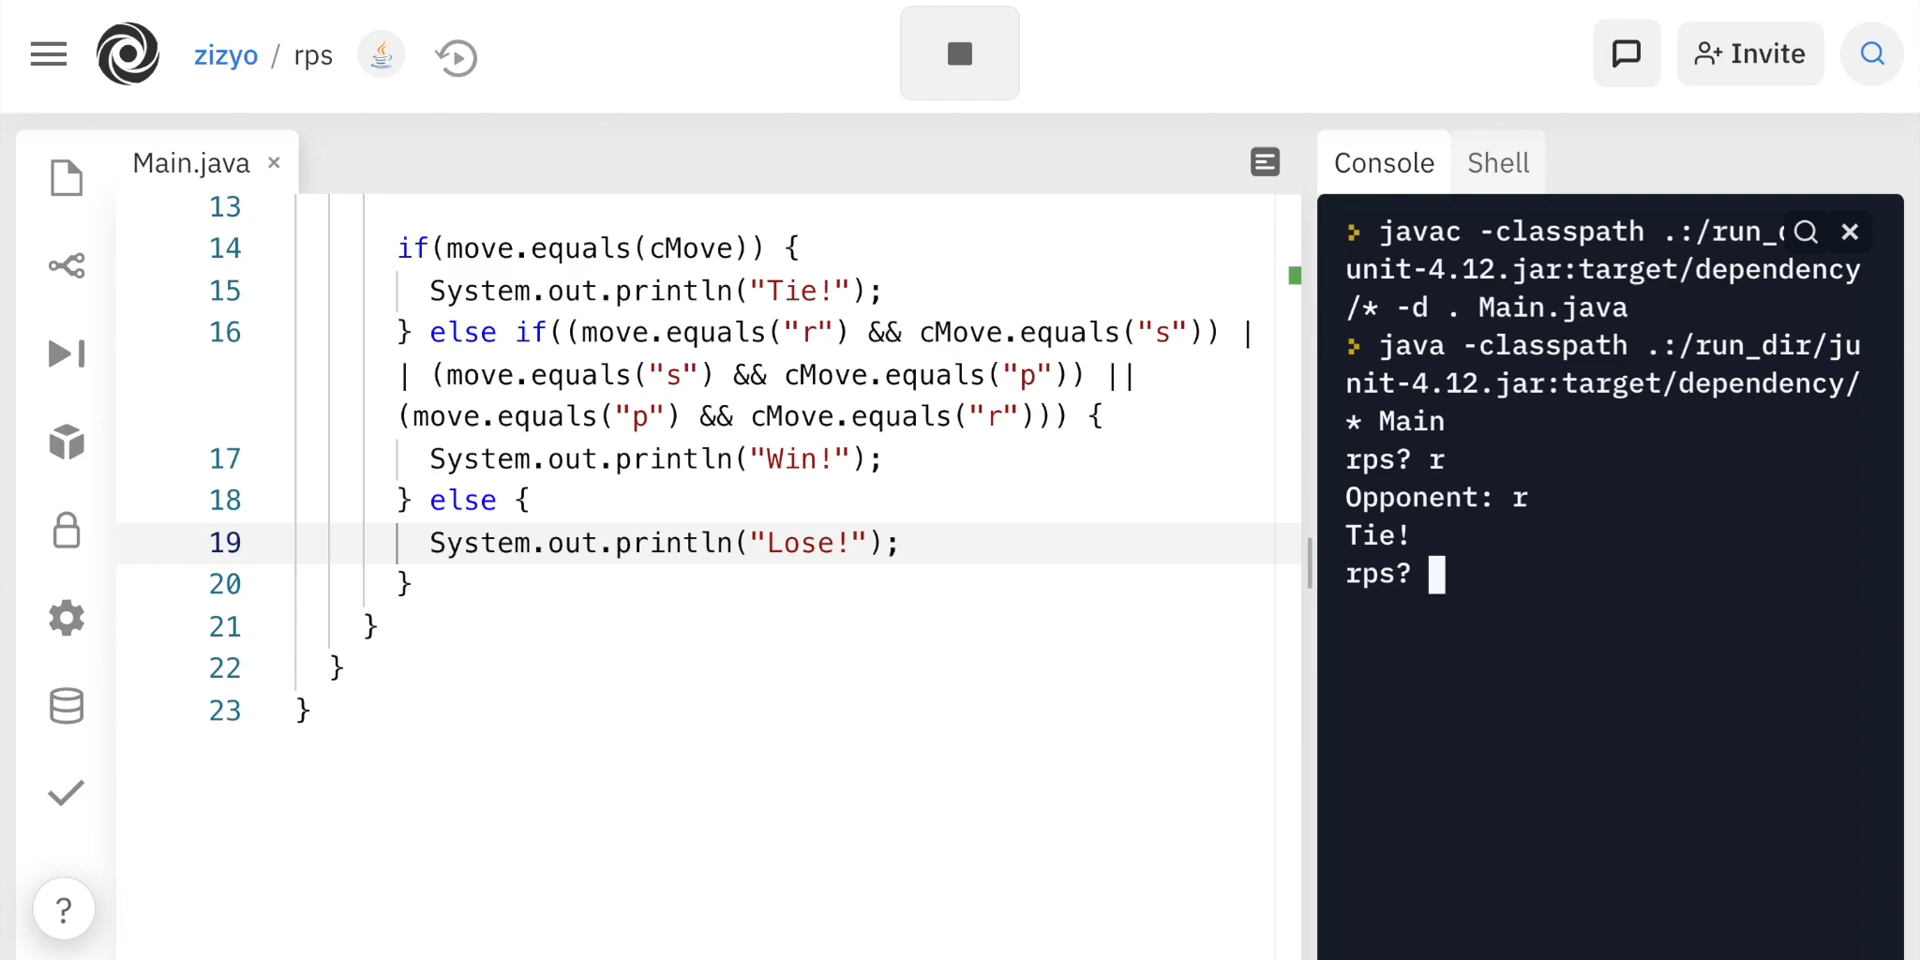 zizyo / rps
Invite
Main.java ×
Console
Shell
13
14 if(move.equals(cMove)) {
15 System.out.println("Tie!");
16 } else if((move.equals("r") && cMove.equals("s")) |
| (move.equals("s") && cMove.equals("p")) ||
(move.equals("p") && cMove.equals("r"))) {
17 System.out.println("Win!");
18 } else {
19 System.out.println("Lose!");
20 }
21 }
22 }
23 }
?
javac -classpath .:/run_
unit-4.12.jar:target/dependency
/* -d . Main.java
java -classpath .:/run_dir/ju
nit-4.12.jar:target/dependency/
* Main
rps? r
Opponent: r
Tie!
rps?